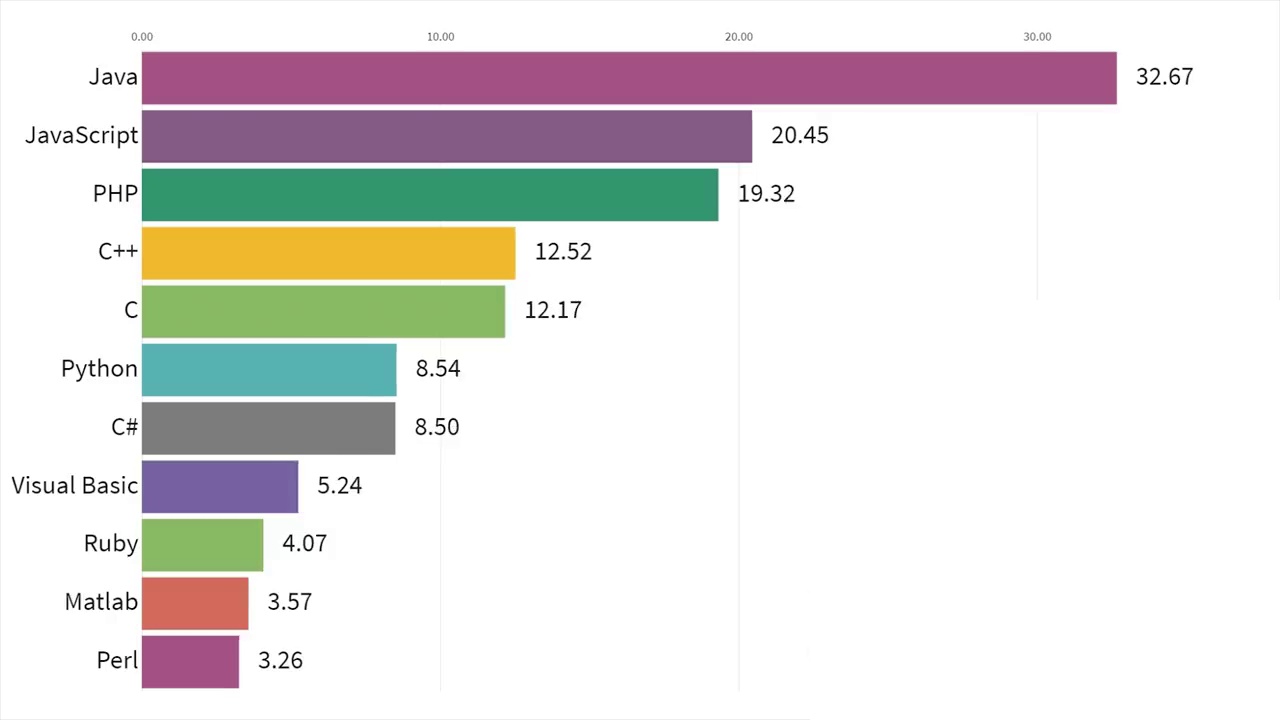 0.00 10.00 20.00 30.00
Java 32.67
JavaScript 20.45
PHP 19.32
C++ 12.52
C 12.17
Python 8.54
C# 8.50
Visual Basic 5.24
Ruby 4.07
Matlab 3.57
Perl 3.26